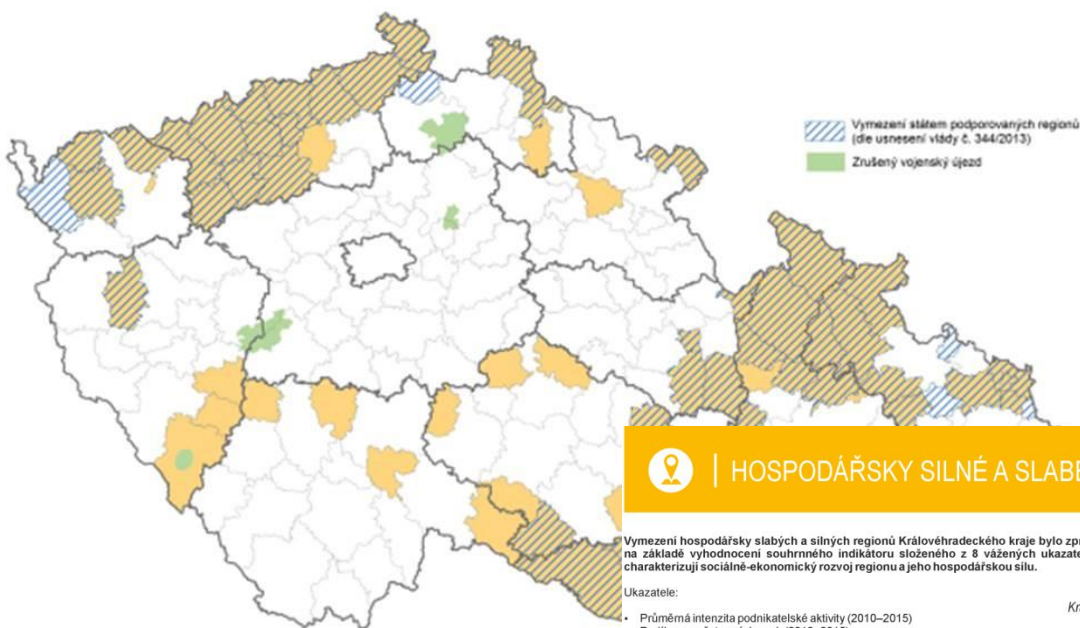 Vymezení státem podporovaných regionů
(dle usnesení vlády č. 344/2013)
Zrušený vojenský újezd
HOSPODÁŘSKY SILNÉ A SLABÉ
Vymezení hospodářsky slabých a silných regionů Královéhradeckého kraje bylo
na základě vyhodnocení souhrnného indikátoru složeného z 8 vážených
charakterizují sociálně-ekonomický rozvoj regionu a jeho hospodářskou sílu.
Ukazatele:
• Průměrná intenzita podnikatelské aktivity (2010–2015)